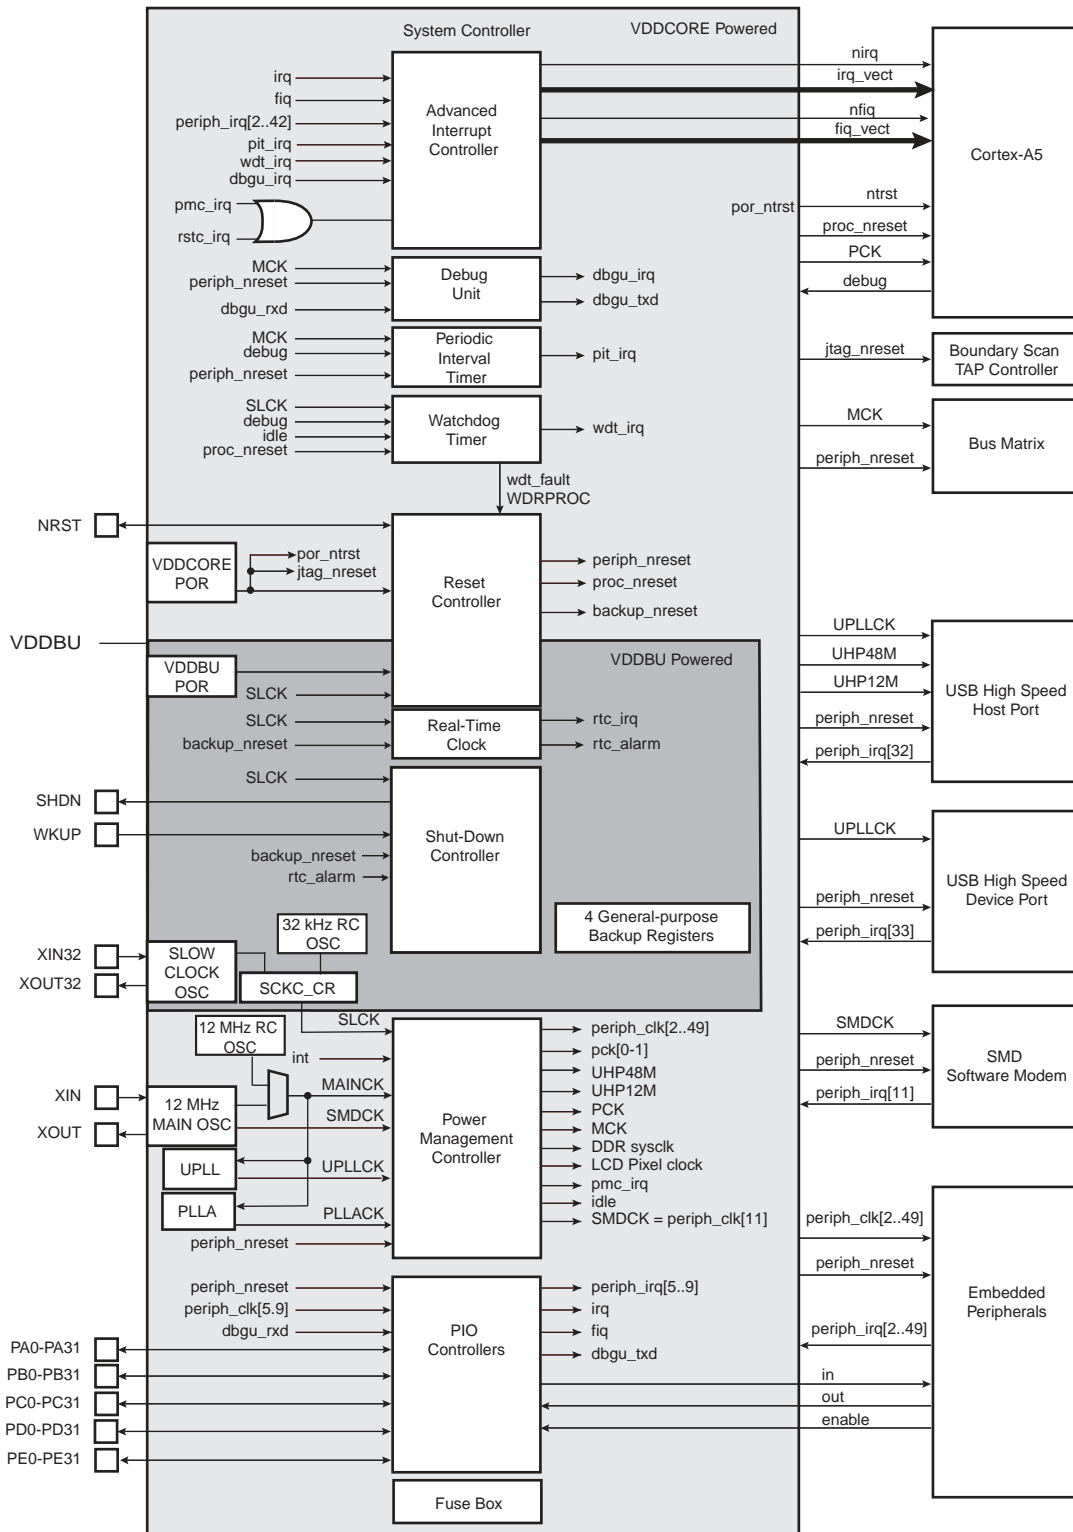 System Controller
VDDCORE Powered
irq
fiq
periph_irq[2..42]
pit_irq
wdt_irq
dbgu_irq
pmc_irq
rstc_irq
Advanced
Interrupt
Controller
nirq
irq_vect
nfiq
fiq_vect
por_ntrst
ntrst
proc_nreset
PCK
debug
Cortex-A5
MCK
periph_nreset
dbgu_rxd
Debug
Unit
dbgu_irq
dbgu_txd
MCK
debug
periph_nreset
Periodic
Interval
Timer
pit_irq
jtag_nreset
Boundary Scan
TAP Controller
SLCK
debug
idle
proc_nreset
Watchdog
Timer
wdt_irq
MCK
periph_nreset
Bus Matrix
wdt_fault
WDRPROC
NRST
VDDCORE
POR
por_ntrst
jtag_nreset
Reset
Controller
periph_nreset
proc_nreset
backup_nreset
VDDBU
VDDBU Powered
VDDBU
POR
SLCK
UPLLCK
UHP48M
UHP12M
periph_nreset
periph_irq[32]
USB High Speed
Host Port
SLCK
backup_nreset
Real-Time
Clock
rtc_irq
rtc_alarm
SLCK
SHDN
WKUP
backup_nreset
rtc_alarm
Shut-Down
Controller
4 General-purpose
Backup Registers
UPLLCK
periph_nreset
periph_irq[33]
USB High Speed
Device Port
32 kHz RC
OSC
XIN32
XOUT32
SLOW
CLOCK
OSC
SCKC_CR
SLCK
12 MHz RC
OSC
int
MAINCK
XIN
XOUT
12 MHz
MAIN OSC
SMDCK
UPLL
UPLLCK
PLLA
PLLACK
periph_nreset
Power
Management
Controller
periph_clk[2..49]
pck[0-1]
UHP48M
UHP12M
PCK
MCK
DDR sysclk
LCD Pixel clock
pmc_irq
idle
SMDCK = periph_clk[11]
SMDCK
periph_nreset
periph_irq[11]
SMD
Software Modem
periph_nreset
periph_clk[5.9]
dbgu_rxd
PA0-PA31
PB0-PB31
PC0-PC31
PD0-PD31
PE0-PE31
PIO
Controllers
periph_irq[5..9]
irq
fiq
dbgu_txd
periph_clk[2..49]
periph_nreset
periph_irq[2..49]
in
out
enable
Embedded
Peripherals
Fuse Box